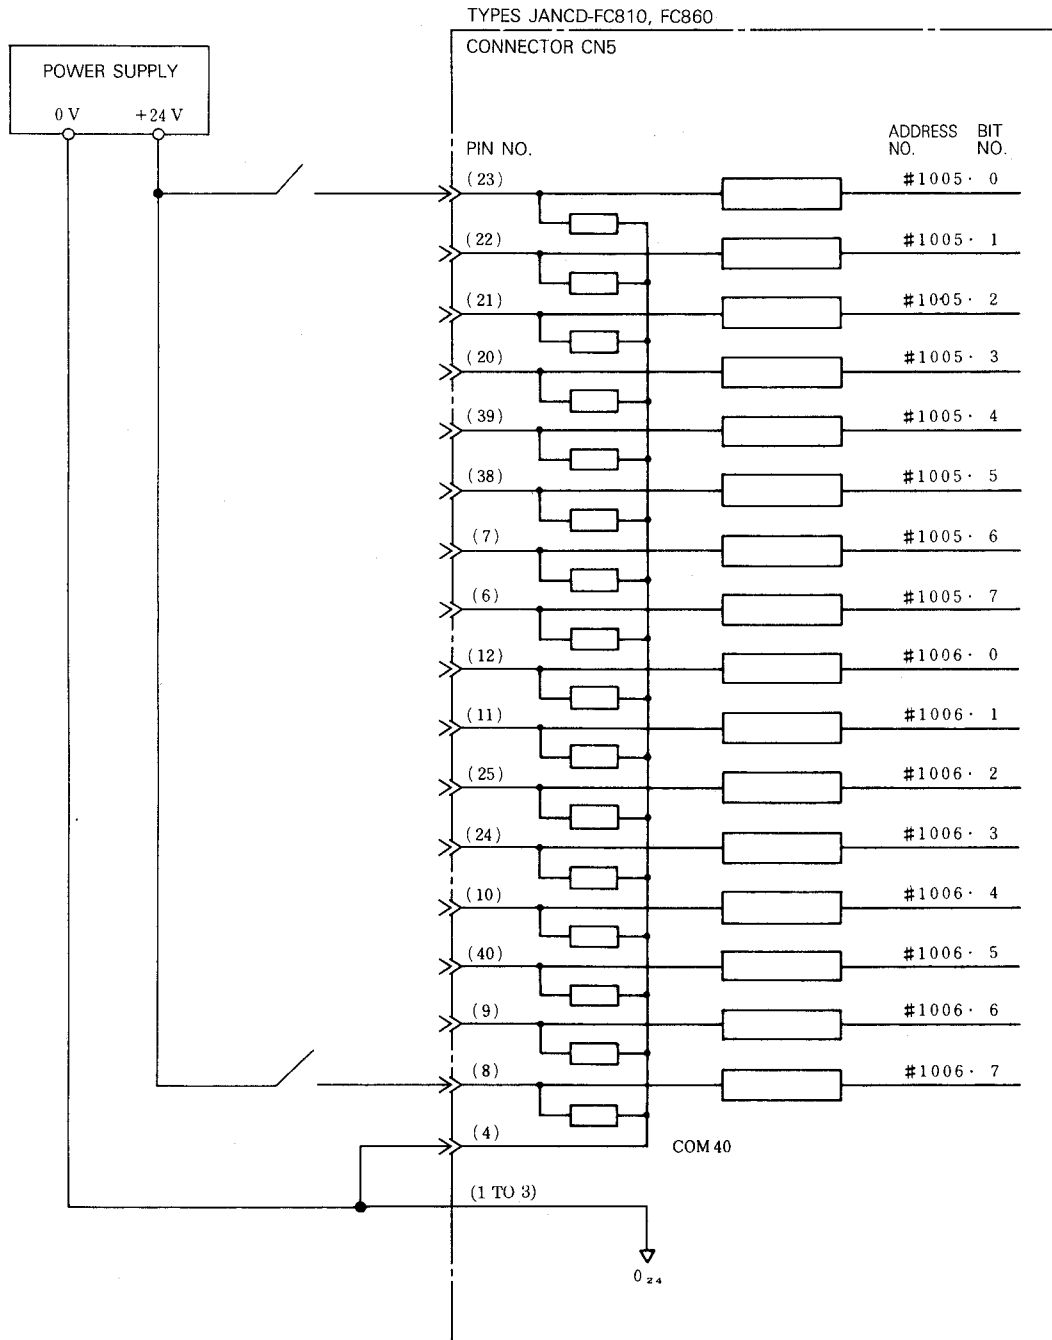 TYPES JANCD-FC810, FC860
CONNECTOR CN5
POWER SUPPLY
0 V +24 V
PIN NO.
ADDRESS NO. BIT NO.
(23) #1005· 0
(22) #1005· 1
(21) #1005· 2
(20) #1005· 3
(39) #1005· 4
(38) #1005· 5
(7) #1005· 6
(6) #1005· 7
(12) #1006· 0
(11) #1006· 1
(25) #1006· 2
(24) #1006· 3
(10) #1006· 4
(40) #1006· 5
(9) #1006· 6
(8) #1006· 7
(4) COM 40
(1 TO 3)
0 24